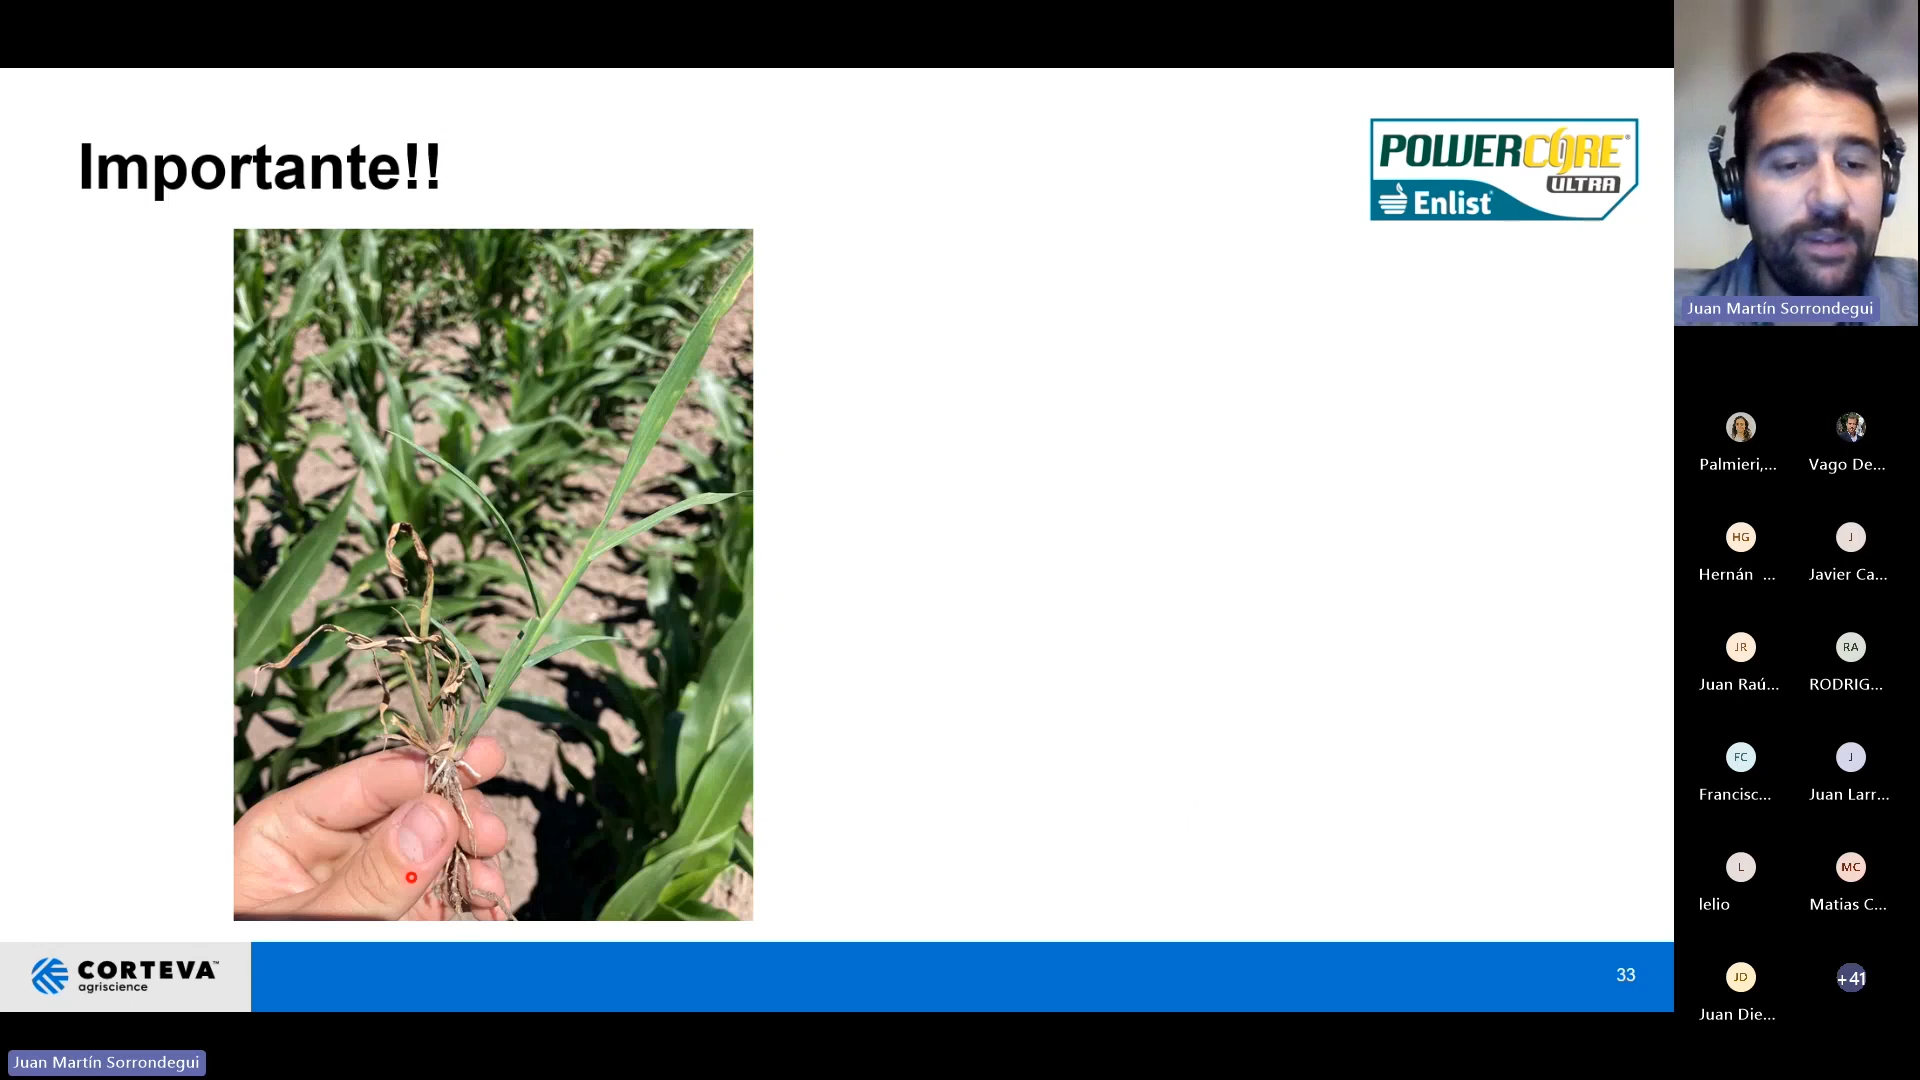 Importante!!
POWERCORE®
ULTRA
Enlist®
Juan Martín Sorrondegui
Palmieri,...
Vago De...
HG
J
Hernán ...
Javier Ca...
JR
RA
Juan Raú...
RODRIG...
FC
J
Francisc...
Juan Larr...
L
MC
lelio
Matias C...
JD
+41
Juan Die...
CORTEVA™
agriscience
33
Juan Martín Sorrondegui